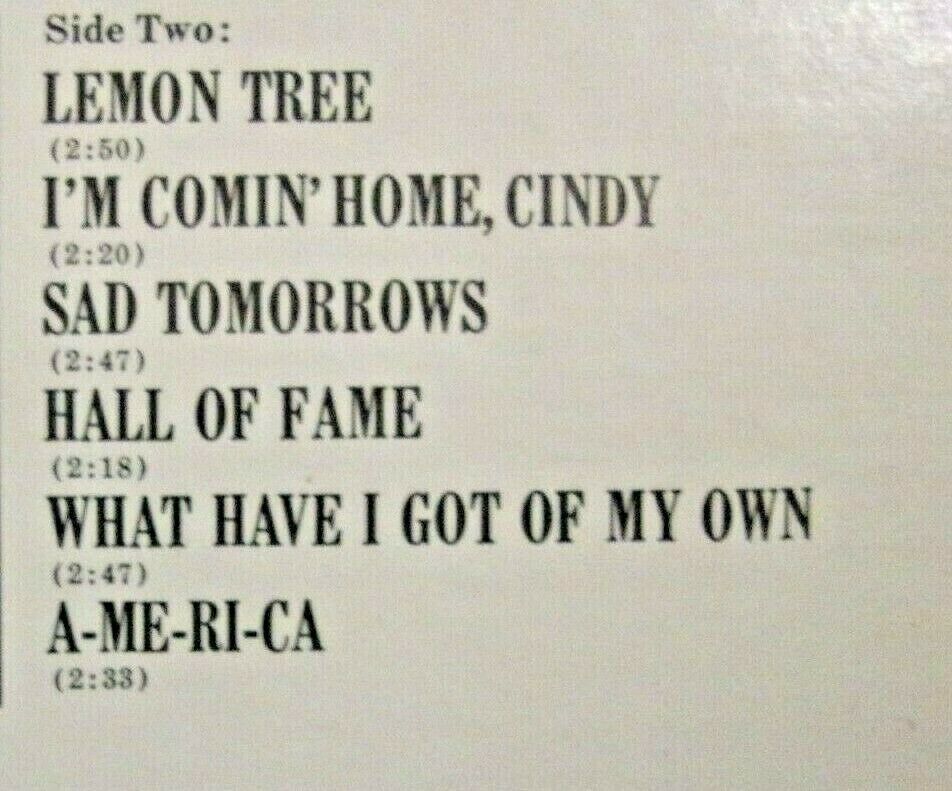 Side Two:
LEMON TREE
(2:50)
I'M COMIN' HOME, CINDY
(2:20)
SAD TOMORROWS
(2:47)
HALL OF FAME
(2:18)
WHAT HAVE I GOT OF MY OWN
(2:47)
A-ME-RI-CA
(2:33)